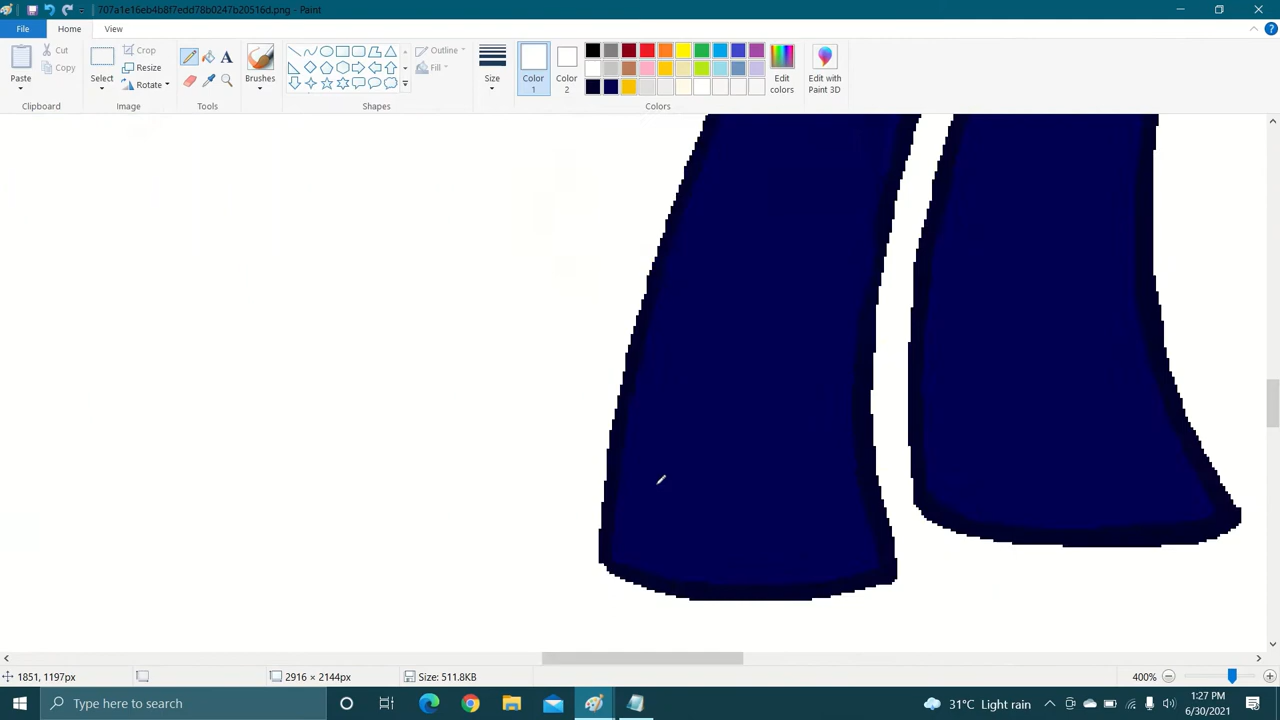 707a1e16eb4b8f7edd78b0247b20516d.png - Paint
File Home View
Paste Cut Copy Clipboard
Select Crop Resize Rotate Image
Tools
Brushes
Shapes Outline Fill
Size
Color 1 Color 2 Edit colors Colors
Edit with Paint 3D
1851, 1197px 2916 × 2144px Size: 511.8KB 400%
Type here to search 31°C Light rain 1:27 PM
6/30/2021